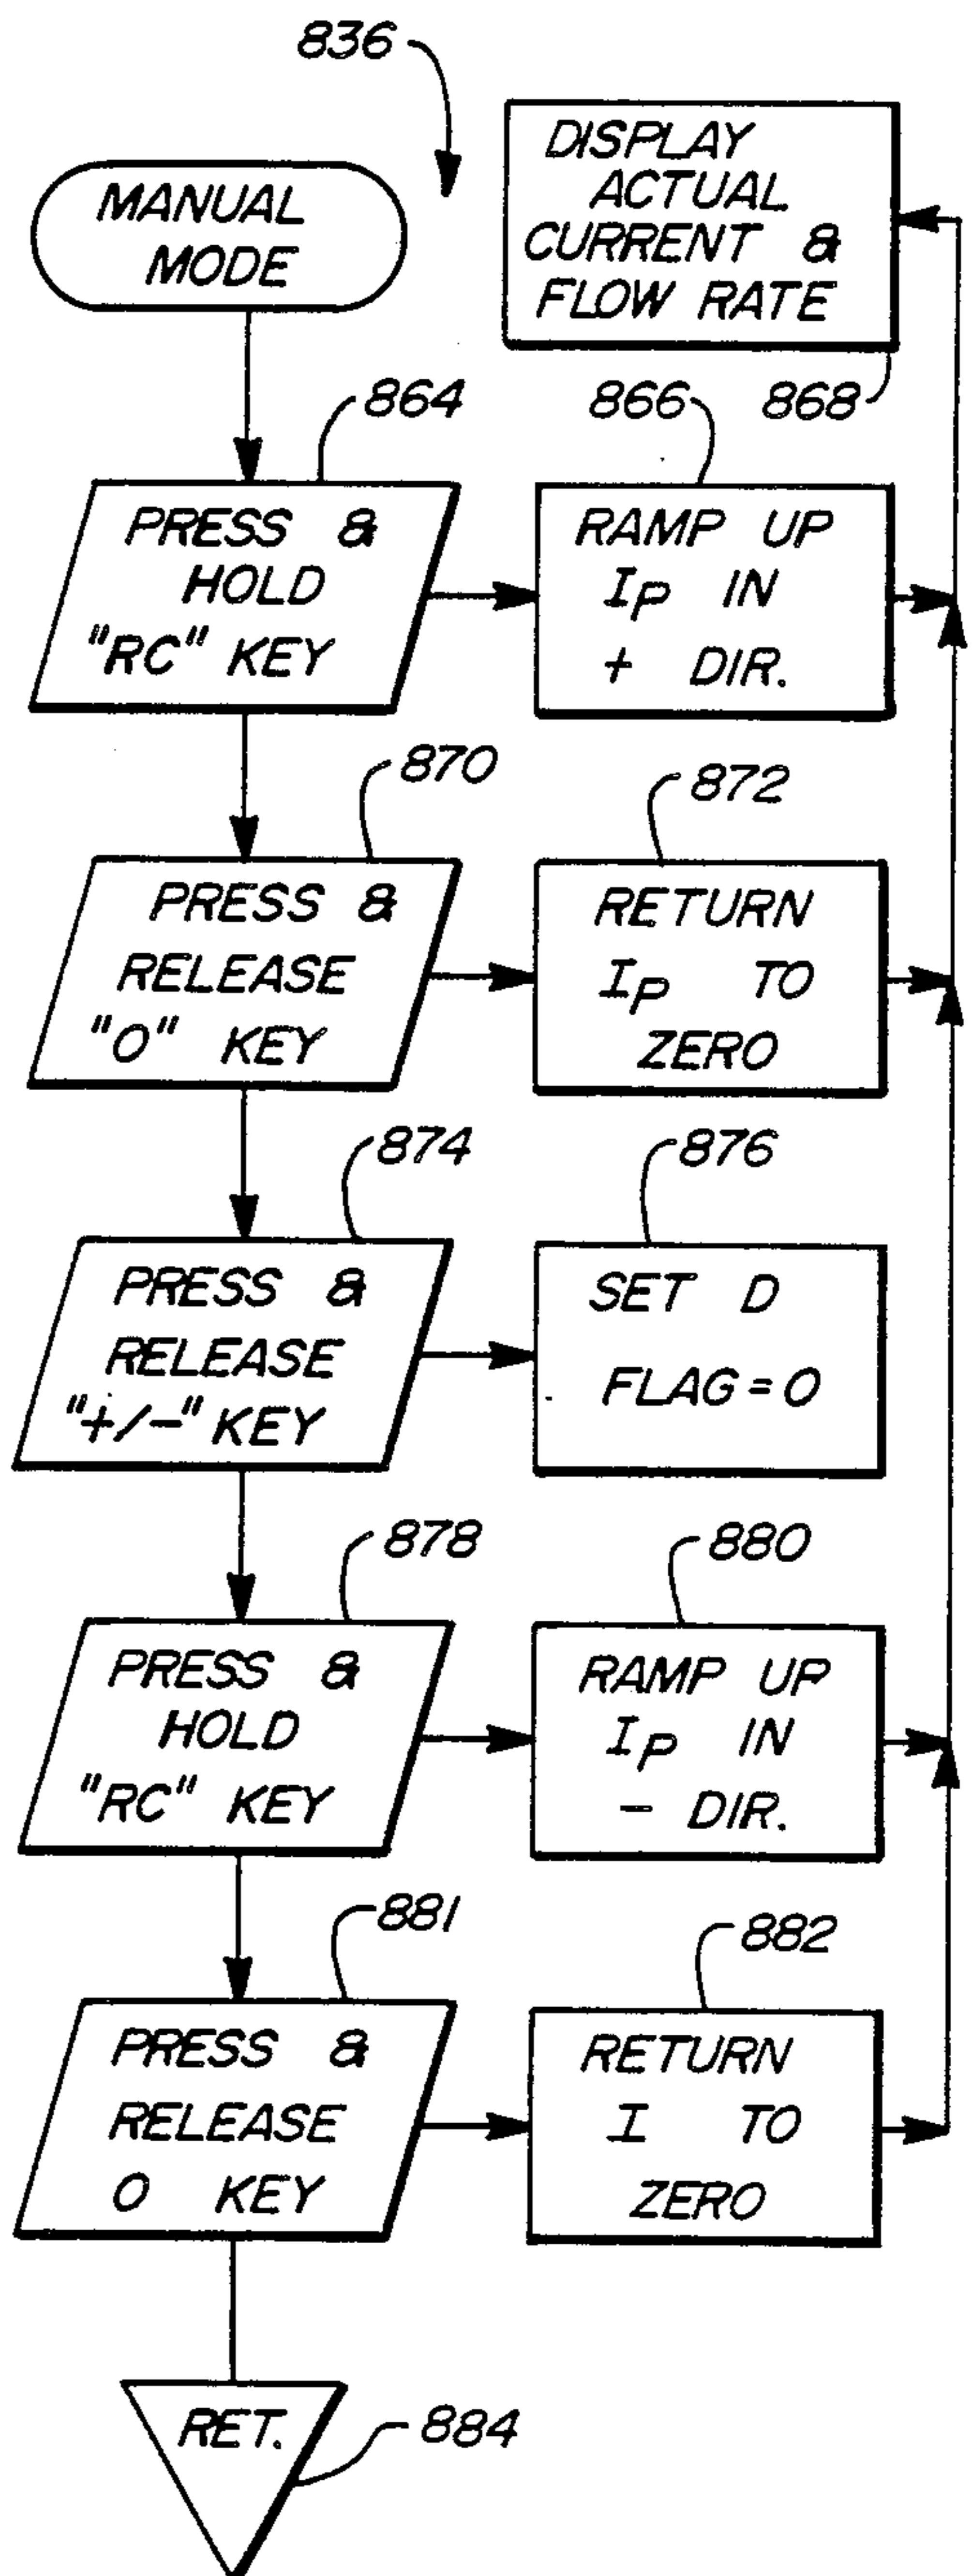 836
MANUAL
MODE
DISPLAY
ACTUAL
CURRENT &
FLOW RATE
868
864
PRESS &
HOLD
"RC" KEY
866
RAMP UP
IP IN
+ DIR.
870
PRESS &
RELEASE
"O" KEY
872
RETURN
IP TO
ZERO
874
PRESS &
RELEASE
"+/-" KEY
876
SET D
FLAG = O
878
PRESS &
HOLD
"RC" KEY
880
RAMP UP
IP IN
- DIR.
881
PRESS &
RELEASE
O KEY
882
RETURN
I TO
ZERO
RET.
884